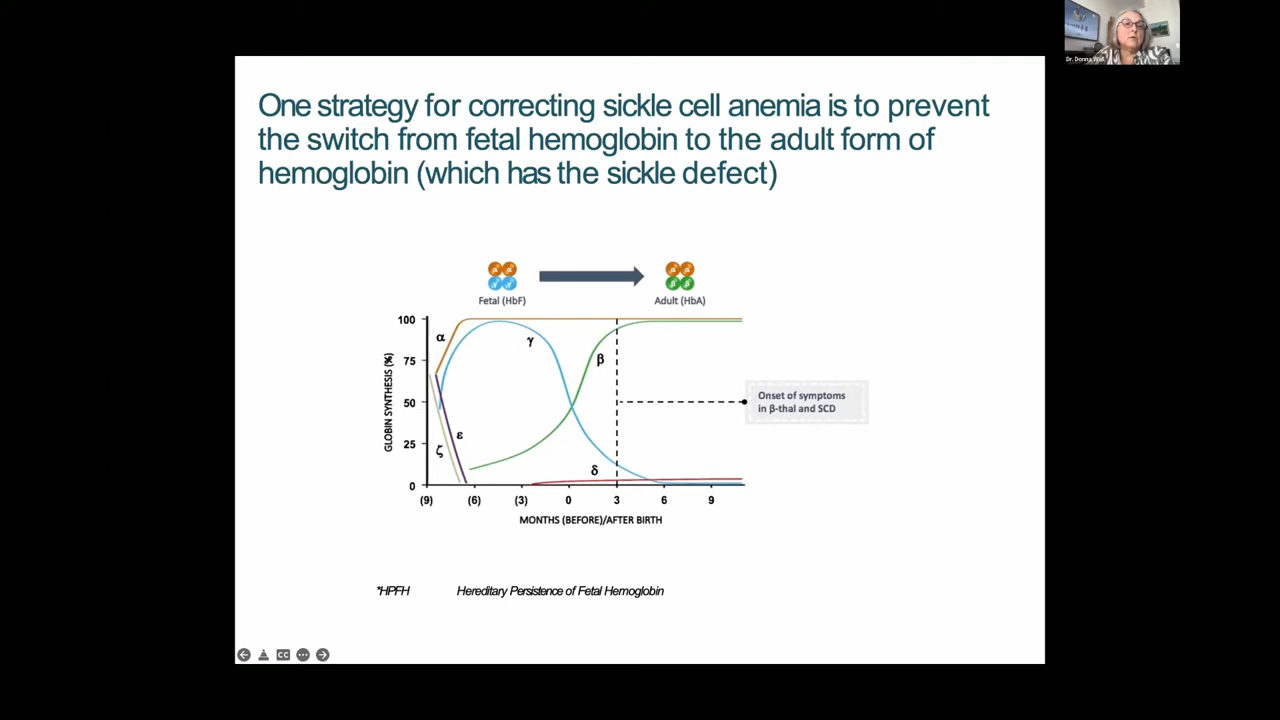 Dr. Donna Wall
One strategy for correcting sickle cell anemia is to prevent
the switch from fetal hemoglobin to the adult form of
hemoglobin (which has the sickle defect)
α α α α
γ γ β β
Fetal (HbF) Adult (HbA)
GLOBIN SYNTHESIS (%)
100
75
50
25
0
α
γ
β
ε
ζ
δ
Onset of symptoms
in β-thal and SCD
(9) (6) (3) 0 3 6 9
MONTHS (BEFORE)/AFTER BIRTH
*HPFH Hereditary Persistence of Fetal Hemoglobin
CC